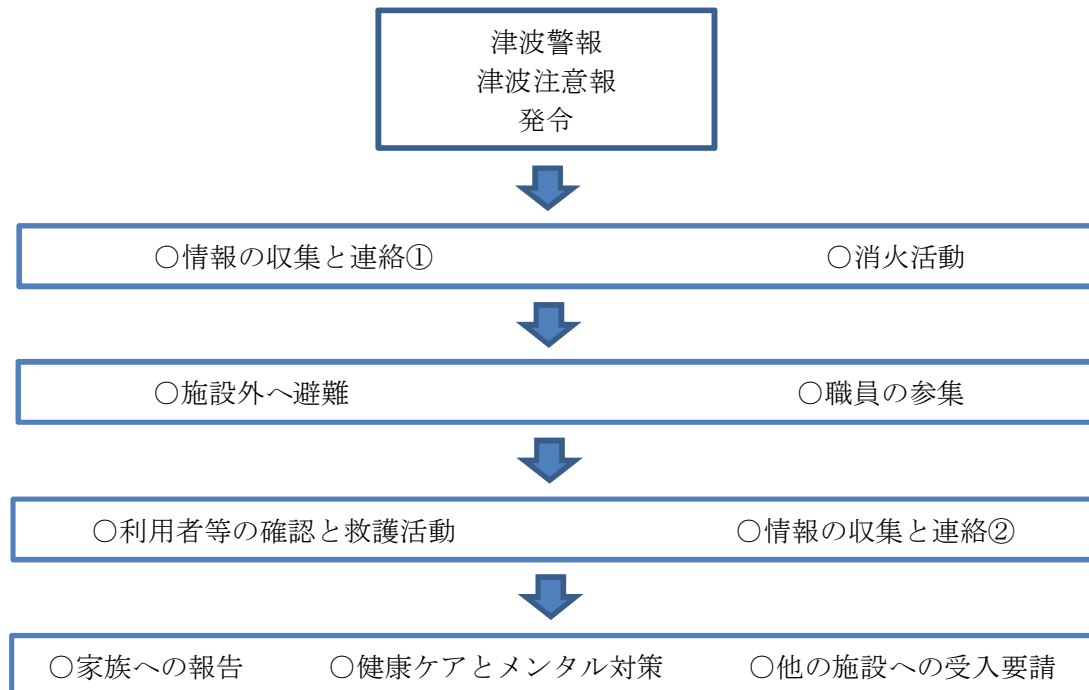 津波警報
津波注意報
発令
○情報の収集と連絡① ○消火活動
○施設外へ避難 ○職員の参集
○利用者等の確認と救護活動 ○情報の収集と連絡②
○家族への報告 ○健康ケアとメンタル対策 ○他の施設への受入要請